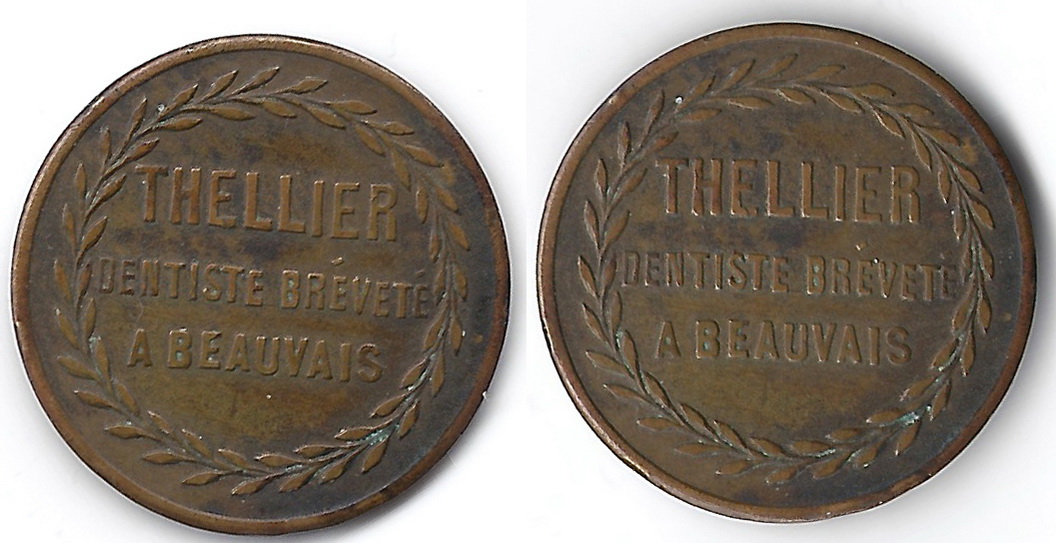 THELLIER
DENTISTE BRÉVETÉ
A BEAUVAIS
THELLIER
DENTISTE BRÉVETÉ
A BEAUVAIS